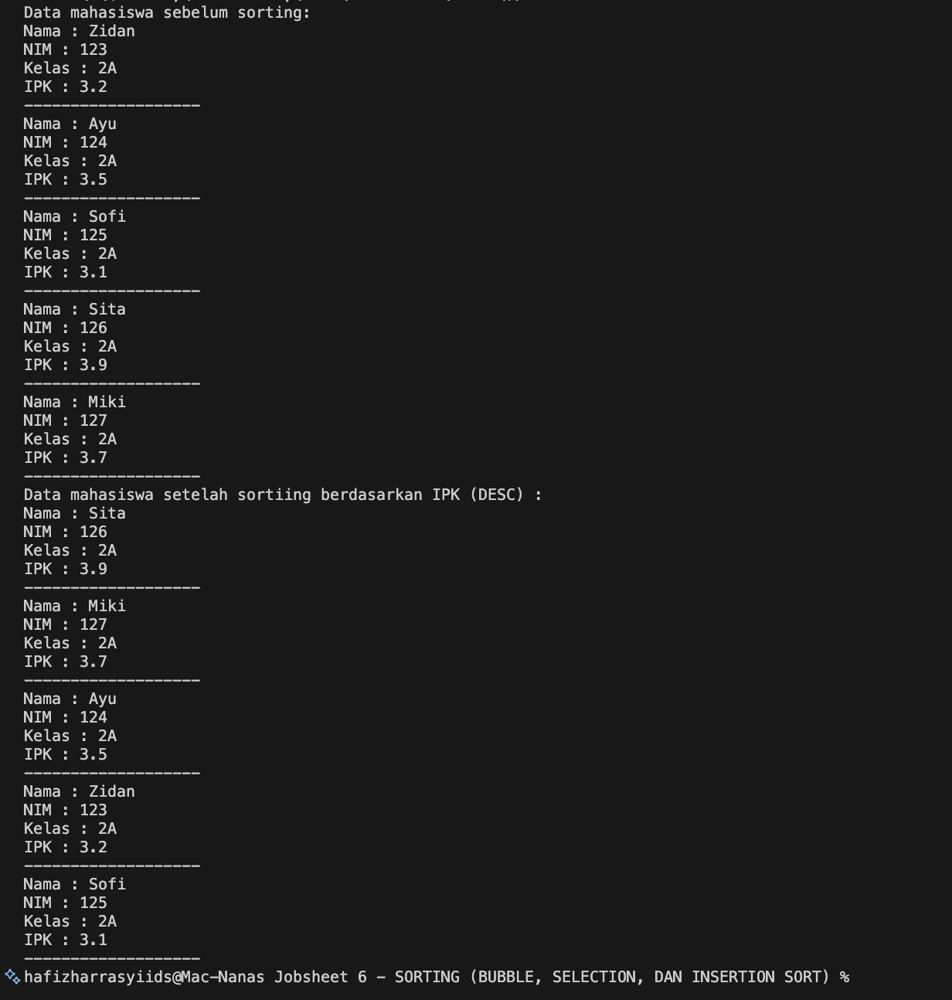 Data mahasiswa sebelum sorting:
Nama : Zidan
NIM : 123
Kelas : 2A
IPK : 3.2
-------------------
Nama : Ayu
NIM : 124
Kelas : 2A
IPK : 3.5
-------------------
Nama : Sofi
NIM : 125
Kelas : 2A
IPK : 3.1
-------------------
Nama : Sita
NIM : 126
Kelas : 2A
IPK : 3.9
-------------------
Nama : Miki
NIM : 127
Kelas : 2A
IPK : 3.7
-------------------
Data mahasiswa setelah sortiing berdasarkan IPK (DESC) :
Nama : Sita
NIM : 126
Kelas : 2A
IPK : 3.9
-------------------
Nama : Miki
NIM : 127
Kelas : 2A
IPK : 3.7
-------------------
Nama : Ayu
NIM : 124
Kelas : 2A
IPK : 3.5
-------------------
Nama : Zidan
NIM : 123
Kelas : 2A
IPK : 3.2
-------------------
Nama : Sofi
NIM : 125
Kelas : 2A
IPK : 3.1
-------------------
hafizharrasyiids@Mac-Nanas Jobsheet 6 - SORTING (BUBBLE, SELECTION, DAN INSERTION SORT) %